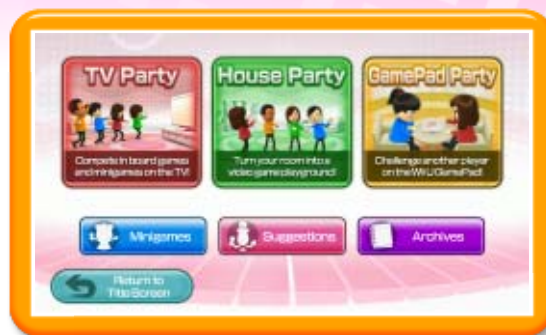 TV Party
Compete in board games
and minigames on the TV!
House Party
Turn your room into a
video game playground!
GamePad Party
Challenge another player
on the Wii U GamePad!
Minigames
Suggestions
Archives
Return to
Title Screen